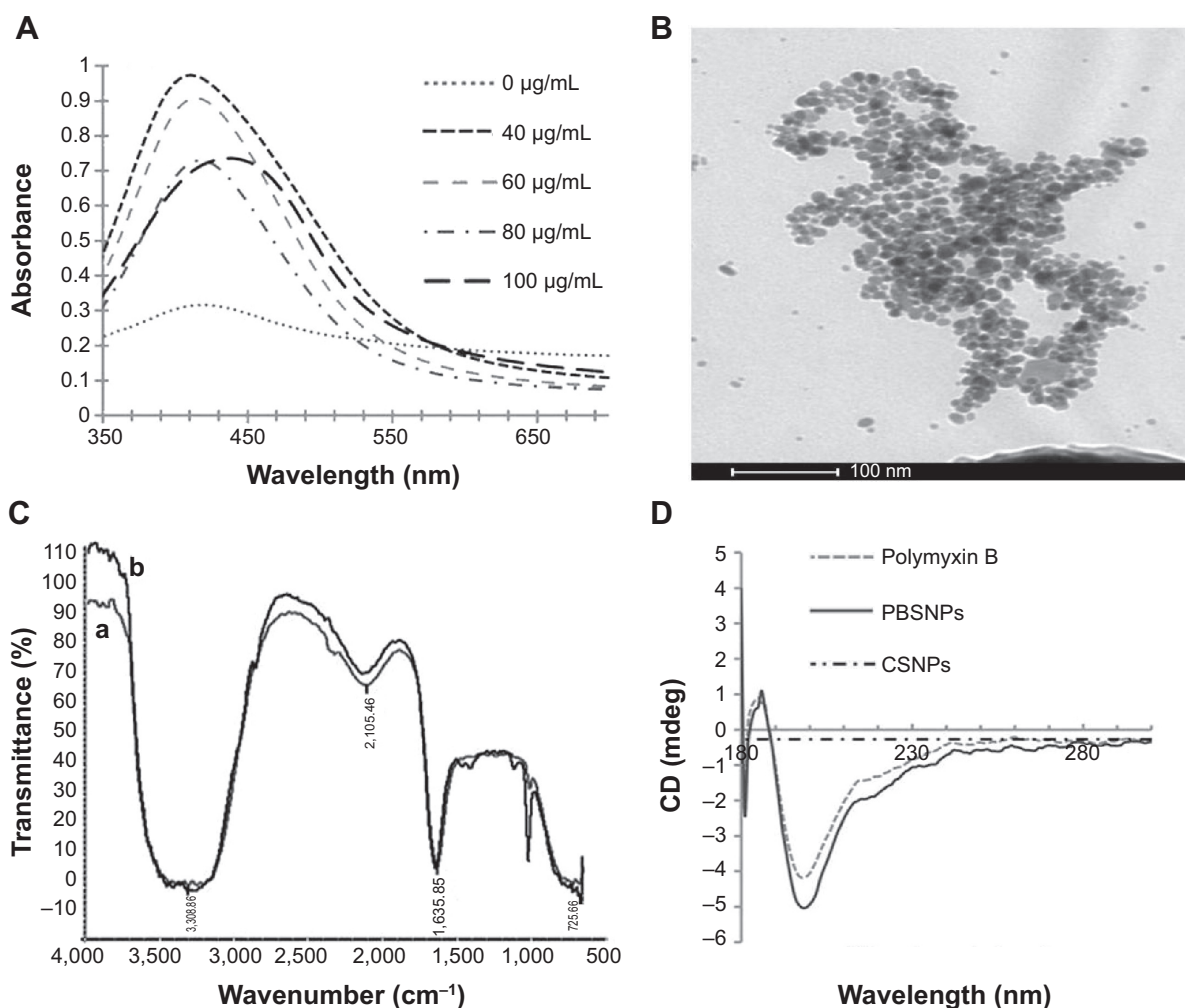 A
1
0.9
0.8
0.7
0.6
0.5
0.4
0.3
0.2
0.1
0
350
450
550
650
Absorbance
Wavelength (nm)
0 µg/mL
40 µg/mL
60 µg/mL
80 µg/mL
100 µg/mL
B
100 nm
C
110
100
90
80
70
60
50
40
30
20
10
0
–10
4,000
3,500
3,000
2,500
2,000
1,500
1,000
500
Transmittance (%)
Wavenumber (cm⁻¹)
b
a
3,308.86
2,105.46
1,635.85
725.66
D
5
4
3
2
1
0
–1
–2
–3
–4
–5
–6
180
230
280
CD (mdeg)
Wavelength (nm)
Polymyxin B
PBSNPs
CSNPs